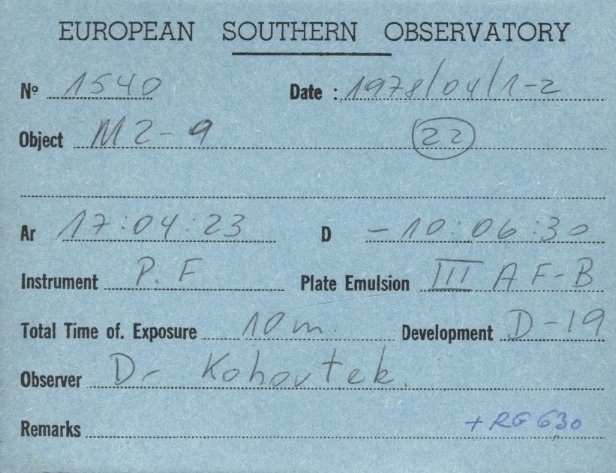 EUROPEAN SOUTHERN OBSERVATORY
Nº 1540 Date : 1978/04/1-2
Object M2-9 22
Ar 17:04:23 D -10:06:30
Instrument P.F Plate Emulsion III A F-B
Total Time of. Exposure 10m. Development D-19
Observer Dr Kohoutek.
Remarks + RG 630